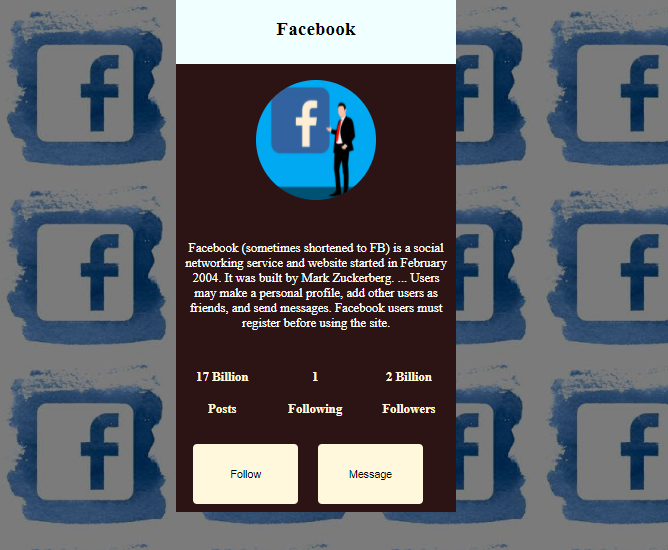 Facebook
f
Facebook (sometimes shortened to FB) is a social
networking service and website started in February
2004. It was built by Mark Zuckerberg. ... Users
may make a personal profile, add other users as
friends, and send messages. Facebook users must
register before using the site.
17 Billion 1 2 Billion
Posts Following Followers
Follow Message